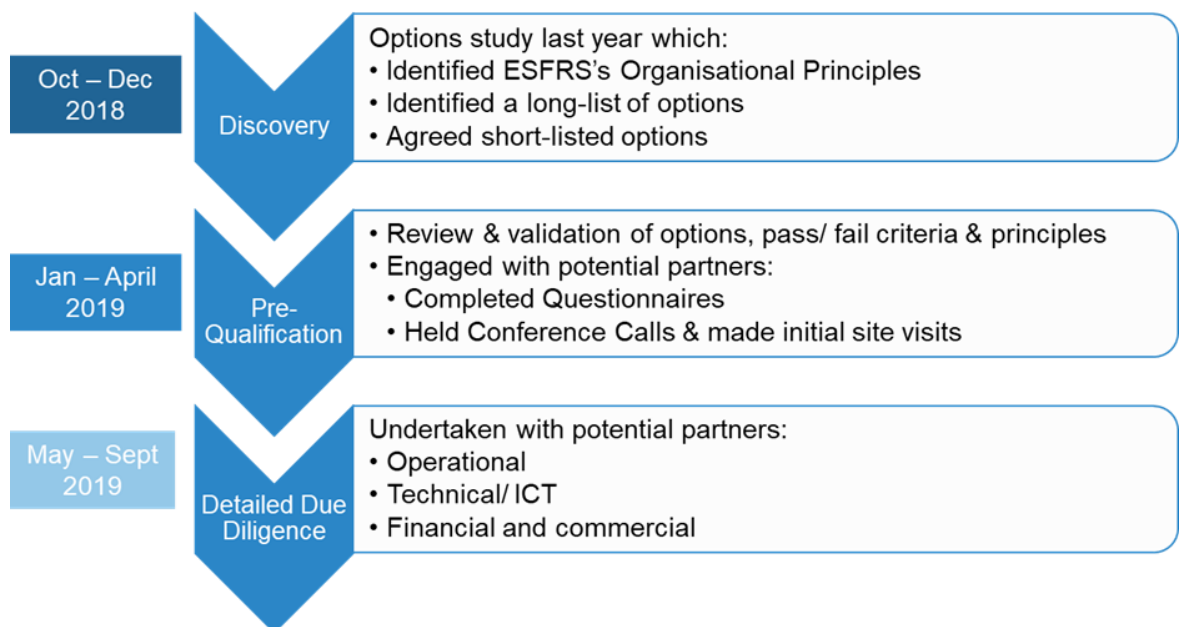 Oct – Dec
2018
Discovery
Options study last year which:
• Identified ESFRS's Organisational Principles
• Identified a long-list of options
• Agreed short-listed options
Jan – April
2019
Pre-
Qualification
• Review & validation of options, pass/ fail criteria & principles
• Engaged with potential partners:
• Completed Questionnaires
• Held Conference Calls & made initial site visits
May – Sept
2019
Detailed Due
Diligence
Undertaken with potential partners:
• Operational
• Technical/ ICT
• Financial and commercial